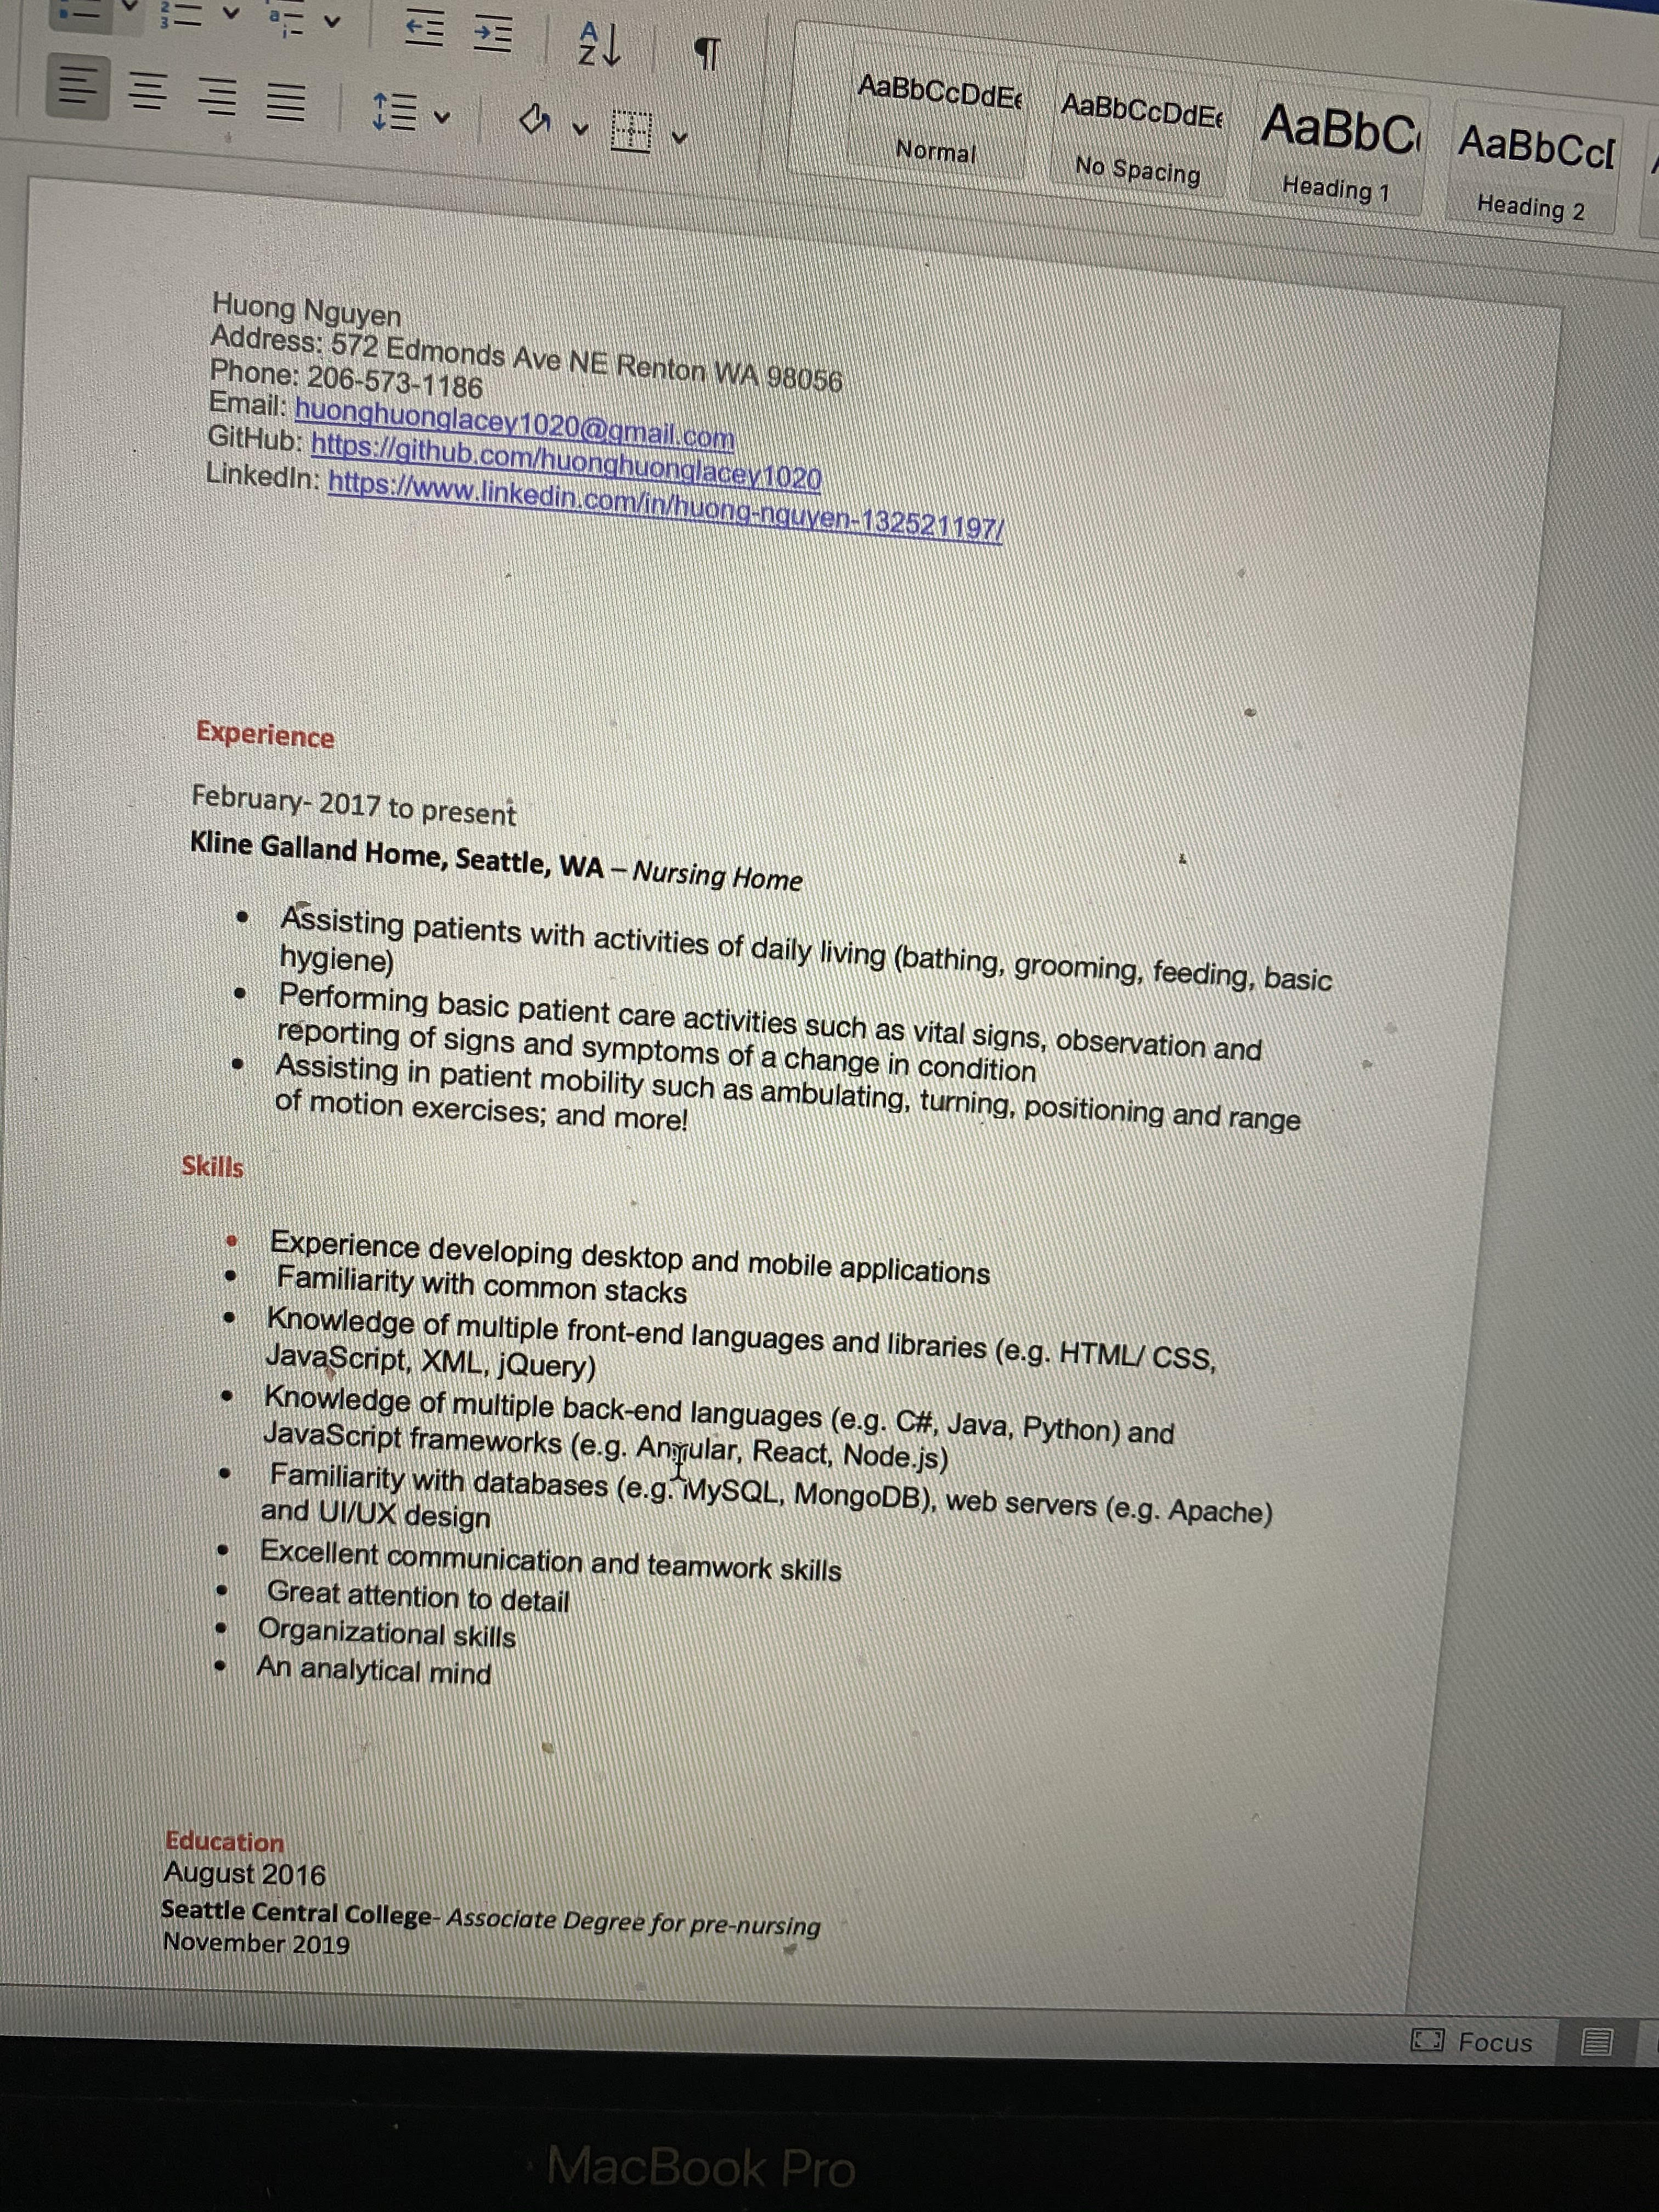 AaBbCcDdEe
AaBbCcDdEe
AaBbC
AaBbCcD
Normal
No Spacing
Heading 1
Heading 2
Huong Nguyen
Address: 572 Edmonds Ave NE Renton WA 98056
Phone: 206-573-1186
Email: huonghuonglacey1020@gmail.com
GitHub: https://github.com/huonghuonglacey1020
LinkedIn: https://www.linkedin.com/in/huong-nguyen-132521197/
Experience
February- 2017 to present
Kline Galland Home, Seattle, WA – Nursing Home
• Assisting patients with activities of daily living (bathing, grooming, feeding, basic
hygiene)
• Performing basic patient care activities such as vital signs, observation and
reporting of signs and symptoms of a change in condition
• Assisting in patient mobility such as ambulating, turning, positioning and range
of motion exercises; and more!
Skills
• Experience developing desktop and mobile applications
• Familiarity with common stacks
• Knowledge of multiple front-end languages and libraries (e.g. HTML/ CSS,
JavaScript, XML, jQuery)
• Knowledge of multiple back-end languages (e.g. C#, Java, Python) and
JavaScript frameworks (e.g. Angular, React, Node.js)
• Familiarity with databases (e.g. MySQL, MongoDB), web servers (e.g. Apache)
and UI/UX design
• Excellent communication and teamwork skills
• Great attention to detail
• Organizational skills
• An analytical mind
Education
August 2016
Seattle Central College- Associate Degree for pre-nursing
November 2019
Focus
MacBook Pro